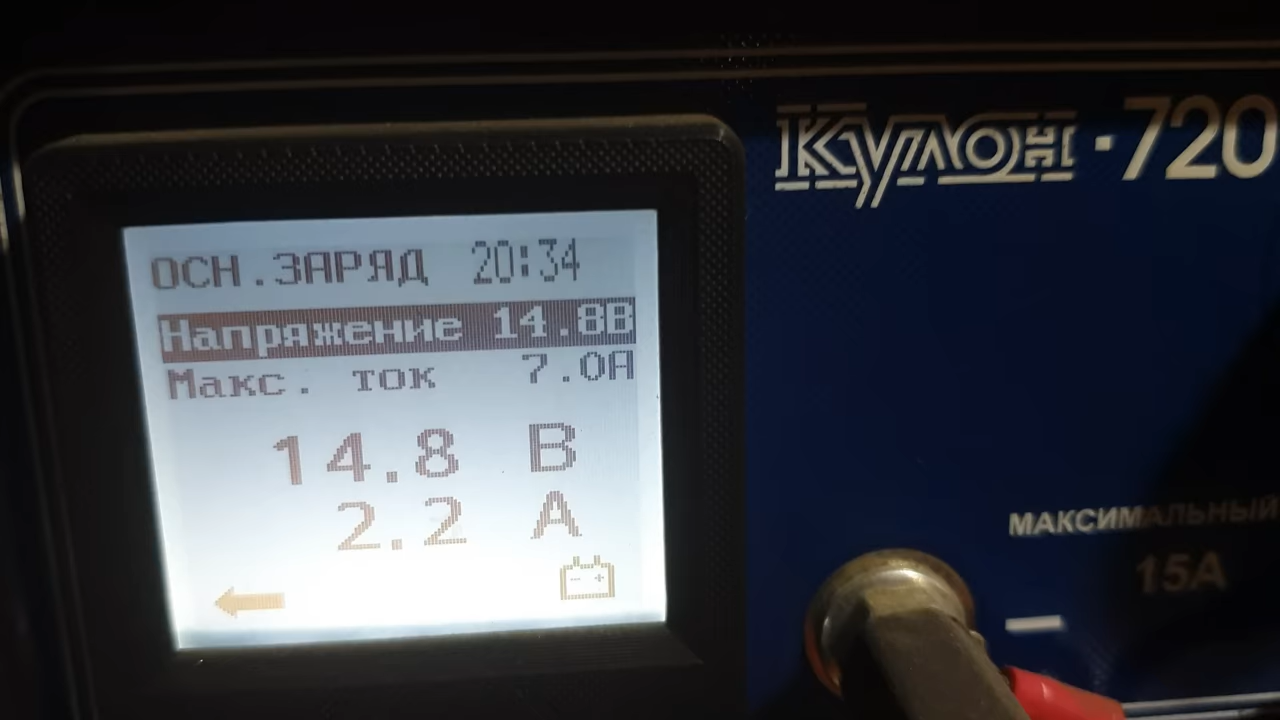 Кулон-720
ОСН.ЗАРЯД 20:34
Напряжение 14.8В
Макс. ток 7.0А
14.8 В
2.2 А
МАКСИМАЛЬНЫЙ
15А